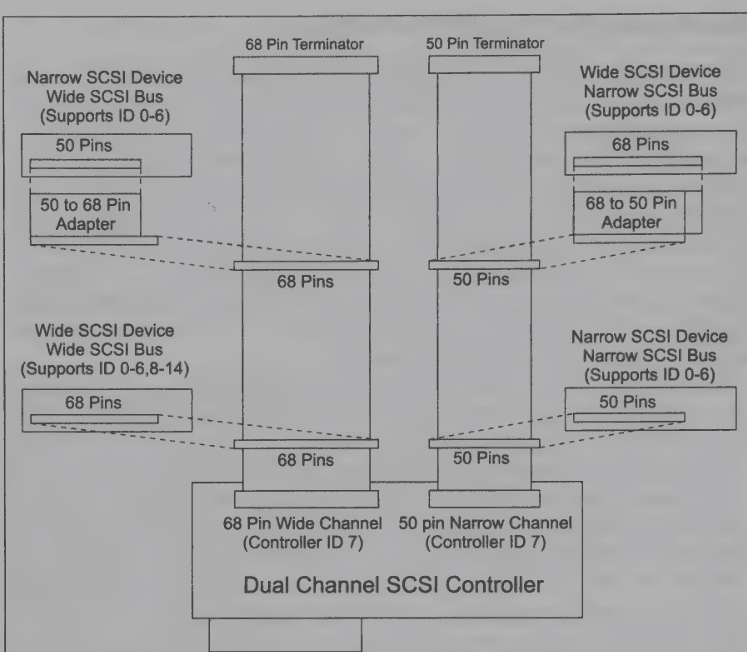 68 Pin Terminator
50 Pin Terminator
Narrow SCSI Device
Wide SCSI Bus
(Supports ID 0-6)
50 Pins
50 to 68 Pin
Adapter
68 Pins
Wide SCSI Device
Narrow SCSI Bus
(Supports ID 0-6)
68 Pins
68 to 50 Pin
Adapter
50 Pins
Wide SCSI Device
Wide SCSI Bus
(Supports ID 0-6,8-14)
68 Pins
68 Pins
Narrow SCSI Device
Narrow SCSI Bus
(Supports ID 0-6)
50 Pins
50 Pins
68 Pin Wide Channel
(Controller ID 7)
50 pin Narrow Channel
(Controller ID 7)
Dual Channel SCSI Controller